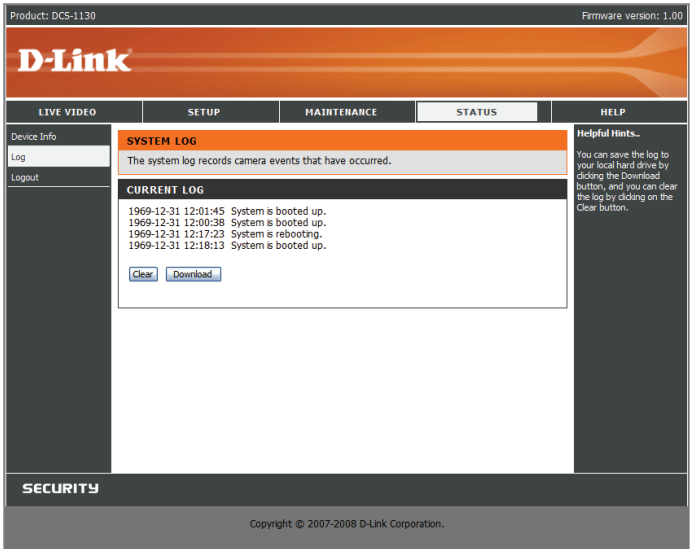 Product: DCS-1130
Firmware version: 1.00
D-Link
LIVE VIDEO
SETUP
MAINTENANCE
STATUS
HELP
Device Info
Log
Logout
SYSTEM LOG
The system log records camera events that have occurred.
CURRENT LOG
1969-12-31 12:01:45 System is booted up.
1969-12-31 12:00:38 System is booted up.
1969-12-31 12:17:23 System is rebooting.
1969-12-31 12:18:13 System is booted up.
Clear
Download
Helpful Hints..
You can save the log to
your local hard drive by
clicking the Download
button, and you can clear
the log by clicking on the
Clear button.
SECURITY
Copyright © 2007-2008 D-Link Corporation.